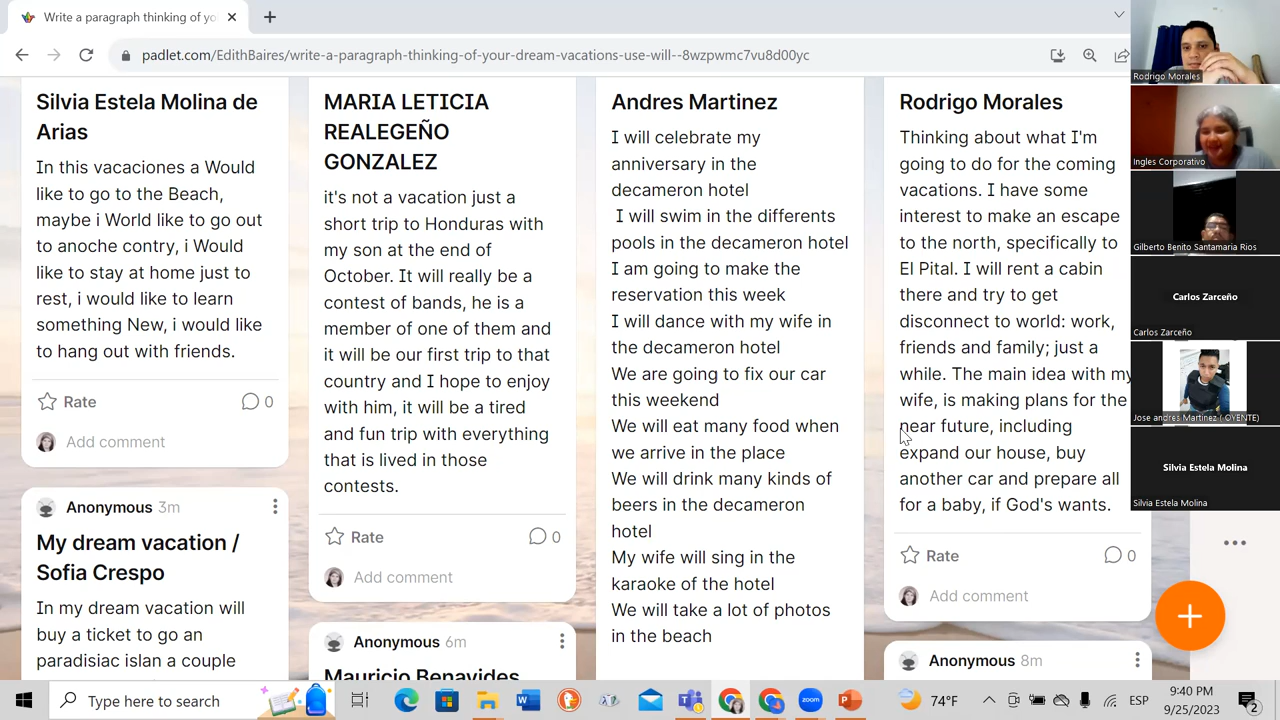 Write a paragraph thinking of yo
padlet.com/EdithBaires/write-a-paragraph-thinking-of-your-dream-vacations-use-will--8wzpwmc7vu8d00yc
Silvia Estela Molina de
Arias
In this vacaciones a Would
like to go to the Beach,
maybe i World like to go out
to anoche contry, i Would
like to stay at home just to
rest, i would like to learn
something New, i would like
to hang out with friends.
Rate
0
Add comment
Anonymous 3m
My dream vacation /
Sofia Crespo
In my dream vacation will
buy a ticket to go an
paradisiac islan a couple
MARIA LETICIA
REALEGEÑO
GONZALEZ
it's not a vacation just a
short trip to Honduras with
my son at the end of
October. It will really be a
contest of bands, he is a
member of one of them and
it will be our first trip to that
country and I hope to enjoy
with him, it will be a tired
and fun trip with everything
that is lived in those
contests.
Rate
0
Add comment
Anonymous 6m
Mauricio Benavides
Andres Martinez
I will celebrate my
anniversary in the
decameron hotel
I will swim in the differents
pools in the decameron hotel
I am going to make the
reservation this week
I will dance with my wife in
the decameron hotel
We are going to fix our car
this weekend
We will eat many food when
we arrive in the place
We will drink many kinds of
beers in the decameron
hotel
My wife will sing in the
karaoke of the hotel
We will take a lot of photos
in the beach
Rodrigo Morales
Thinking about what I'm
going to do for the coming
vacations. I have some
interest to make an escape
to the north, specifically to
El Pital. I will rent a cabin
there and try to get
disconnect to world: work,
friends and family; just a
while. The main idea with my
wife, is making plans for the
near future, including
expand our house, buy
another car and prepare all
for a baby, if God's wants.
Rate
0
Add comment
Anonymous 8m
Rodrigo Morales
Ingles Corporativo
Gilberto Benito Santamaria Rios
Carlos Zarceño
Carlos Zarceño
Jose andres Martinez ( OYENTE)
Silvia Estela Molina
Silvia Estela Molina
Type here to search
zoom
74°F
ESP
9:40 PM
9/25/2023
2